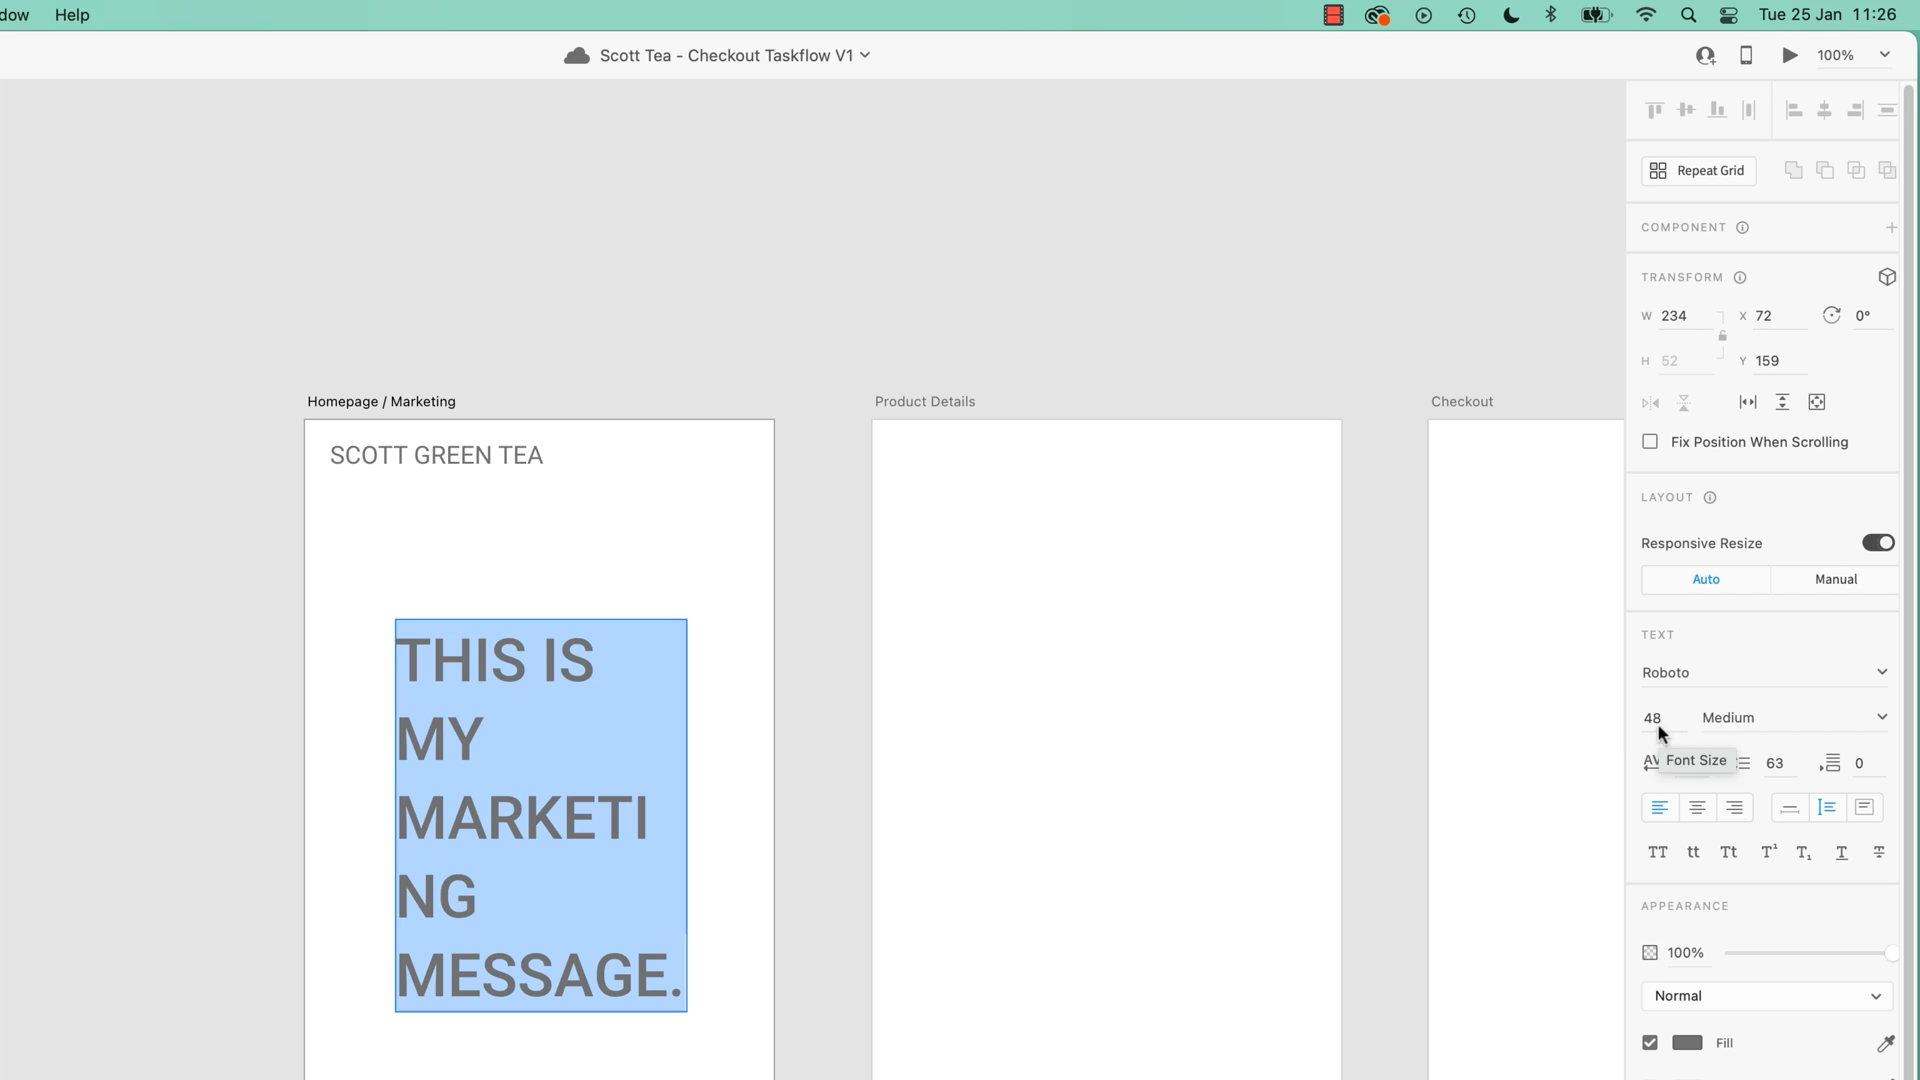 dow Help Tue 25 Jan 11:26
Scott Tea - Checkout Taskflow V1 100%
Repeat Grid
COMPONENT
TRANSFORM
W 234 X 72 0°
H 52 Y 159
Fix Position When Scrolling
LAYOUT
Responsive Resize
Auto Manual
TEXT
Roboto
48 Medium
AV Font Size 63 0
TT tt Tt T¹ T₁ T T
APPEARANCE
100%
Normal
Fill
Homepage / Marketing
SCOTT GREEN TEA
THIS IS
MY
MARKETI
NG
MESSAGE.
Product Details
Checkout